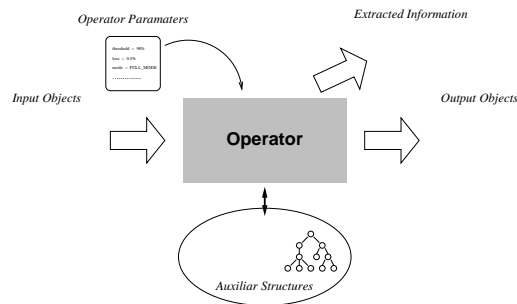 Operator Paramaters
Extracted Information
threshold = 90%
loss = 0.5%
mode = FULL_MODE
--------------
Input Objects
Output Objects
Operator
Auxiliar Structures